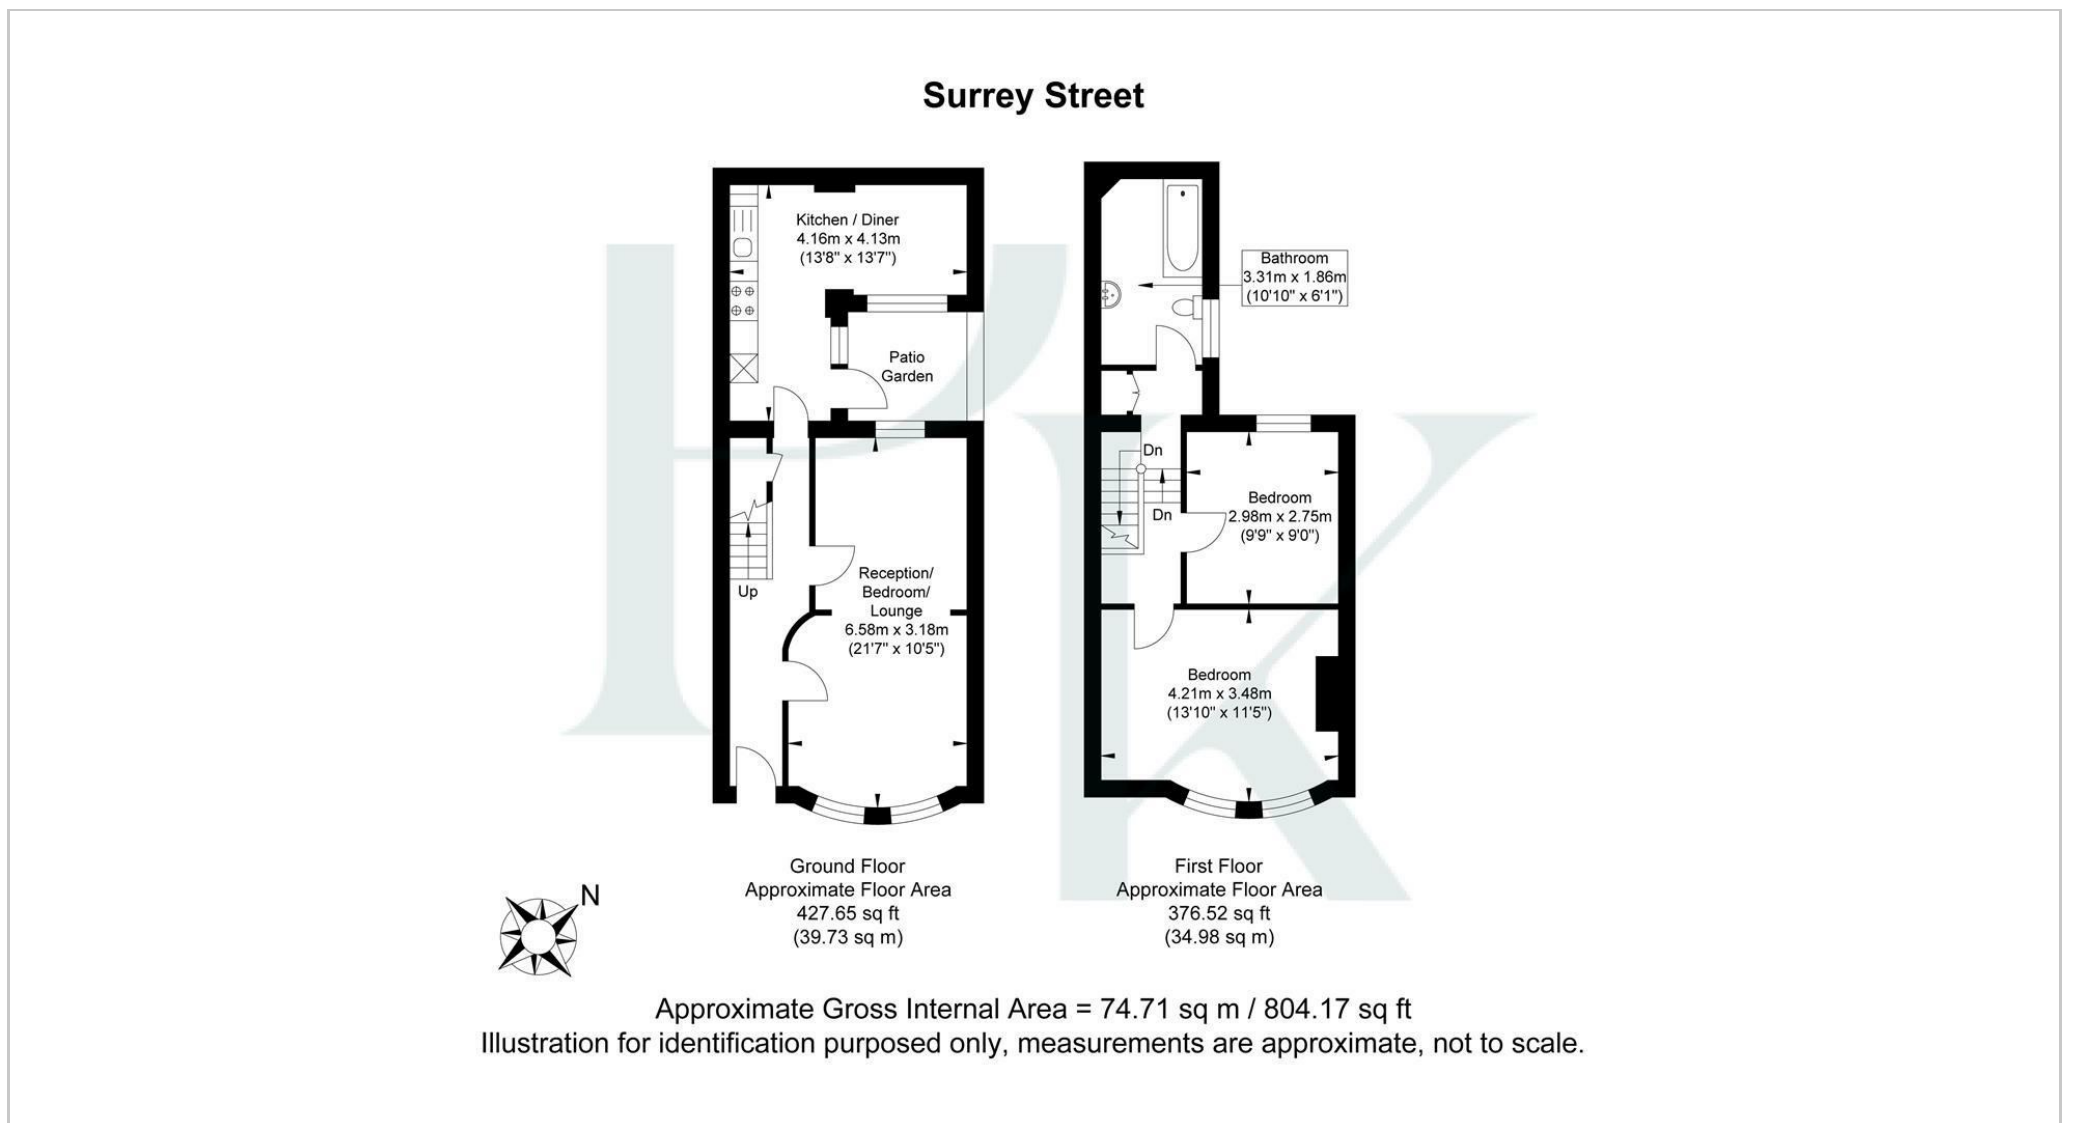 Surrey Street
Kitchen / Diner
4.16m x 4.13m
(13'8" x 13'7")
Patio
Garden
Up
Reception/
Bedroom/
Lounge
6.58m x 3.18m
(21'7" x 10'5")
Ground Floor
Approximate Floor Area
427.65 sq ft
(39.73 sq m)
Bathroom
3.31m x 1.86m
(10'10" x 6'1")
Dn
Dn
Bedroom
2.98m x 2.75m
(9'9" x 9'0")
Bedroom
4.21m x 3.48m
(13'10" x 11'5")
First Floor
Approximate Floor Area
376.52 sq ft
(34.98 sq m)
N
Approximate Gross Internal Area = 74.71 sq m / 804.17 sq ft
Illustration for identification purposed only, measurements are approximate, not to scale.